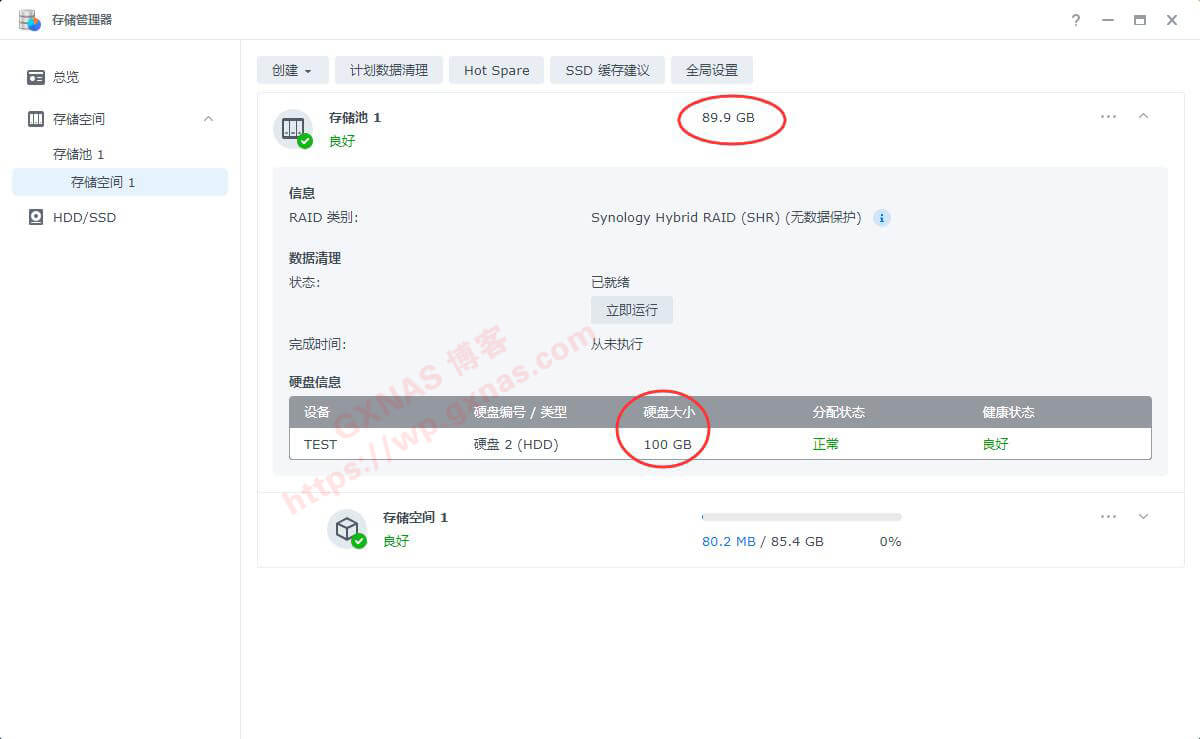 存储管理器
?
总览
存储空间
存储池 1
存储空间 1
HDD/SSD
创建 计划数据清理 Hot Spare SSD 缓存建议 全局设置
存储池 1 89.9 GB
良好
信息
RAID 类别: Synology Hybrid RAID (SHR) (无数据保护)
数据清理
状态: 已就绪
立即运行
完成时间: 从未执行
硬盘信息
设备 硬盘编号 / 类型 硬盘大小 分配状态 健康状态
TEST 硬盘 2 (HDD) 100 GB 正常 良好
存储空间 1
良好 80.2 MB / 85.4 GB 0%
GXNAS 博客
https://wp.gxnas.com